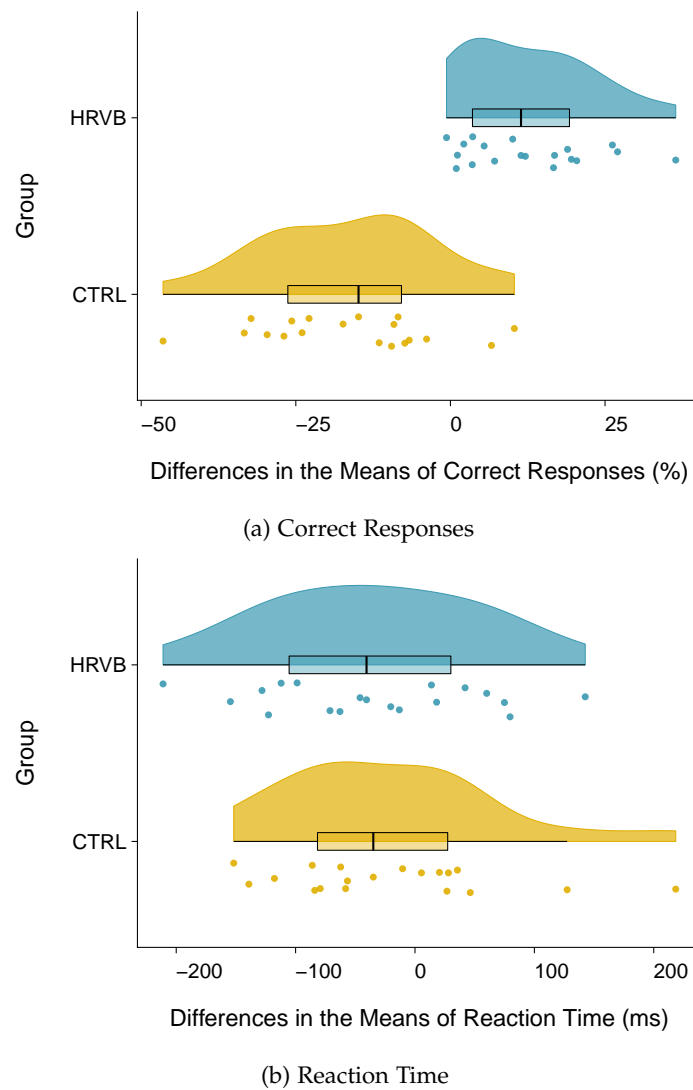 HRVB
CTRL
Group
−50 −25 0 25
Differences in the Means of Correct Responses (%)
(a) Correct Responses
HRVB
CTRL
Group
−200 −100 0 100 200
Differences in the Means of Reaction Time (ms)
(b) Reaction Time